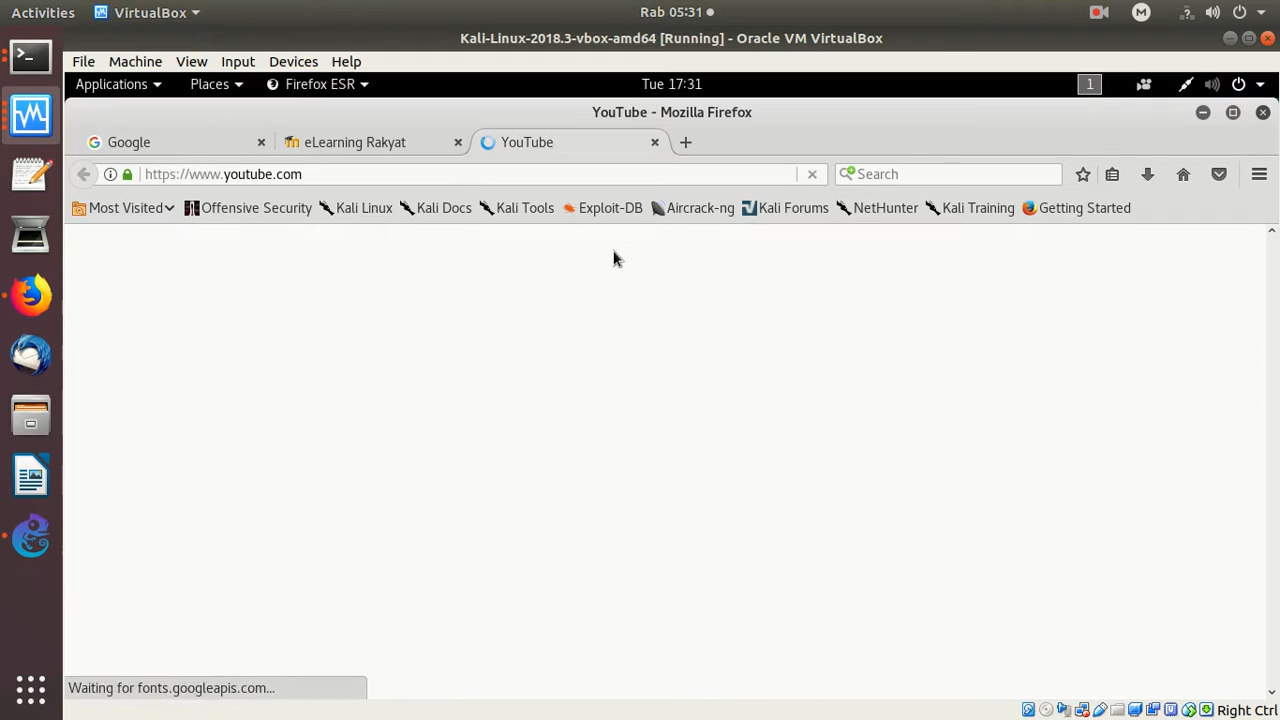 Activities VirtualBox Rab 05:31 M ?
Kali-Linux-2018.3-vbox-amd64 [Running] - Oracle VM VirtualBox
File Machine View Input Devices Help
Applications Places Firefox ESR Tue 17:31 1
YouTube - Mozilla Firefox
Google eLearning Rakyat YouTube
https://www.youtube.com Search
Most Visited Offensive Security Kali Linux Kali Docs Kali Tools Exploit-DB Aircrack-ng Kali Forums NetHunter Kali Training Getting Started
Waiting for fonts.googleapis.com...
Right Ctrl